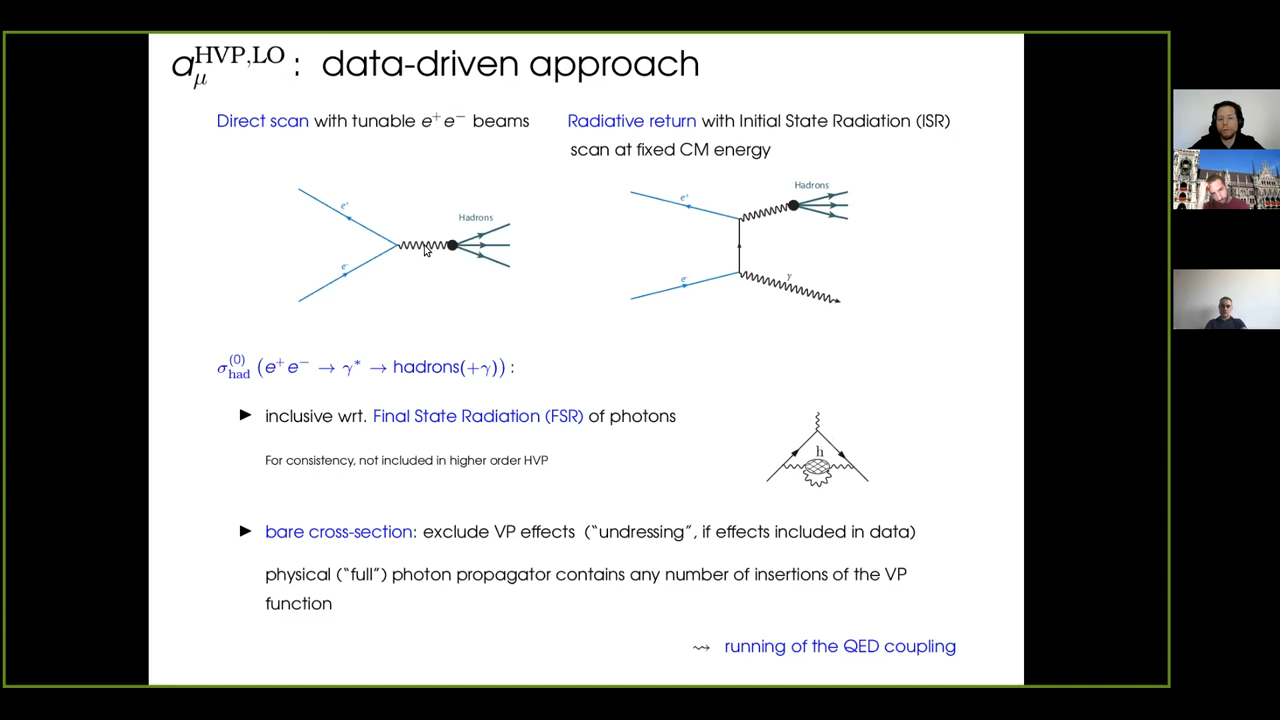 a_μ^{HVP,LO} : data-driven approach
Direct scan with tunable e⁺e⁻ beams
Radiative return with Initial State Radiation (ISR)
scan at fixed CM energy
e⁺
e⁻
Hadrons
e⁺
e⁻
Hadrons
γ
σ_had^(0) (e⁺e⁻ → γ* → hadrons(+γ)) :
► inclusive wrt. Final State Radiation (FSR) of photons
For consistency, not included in higher order HVP
h
► bare cross-section: exclude VP effects (“undressing”, if effects included in data)
physical (“full”) photon propagator contains any number of insertions of the VP
function
⇝ running of the QED coupling